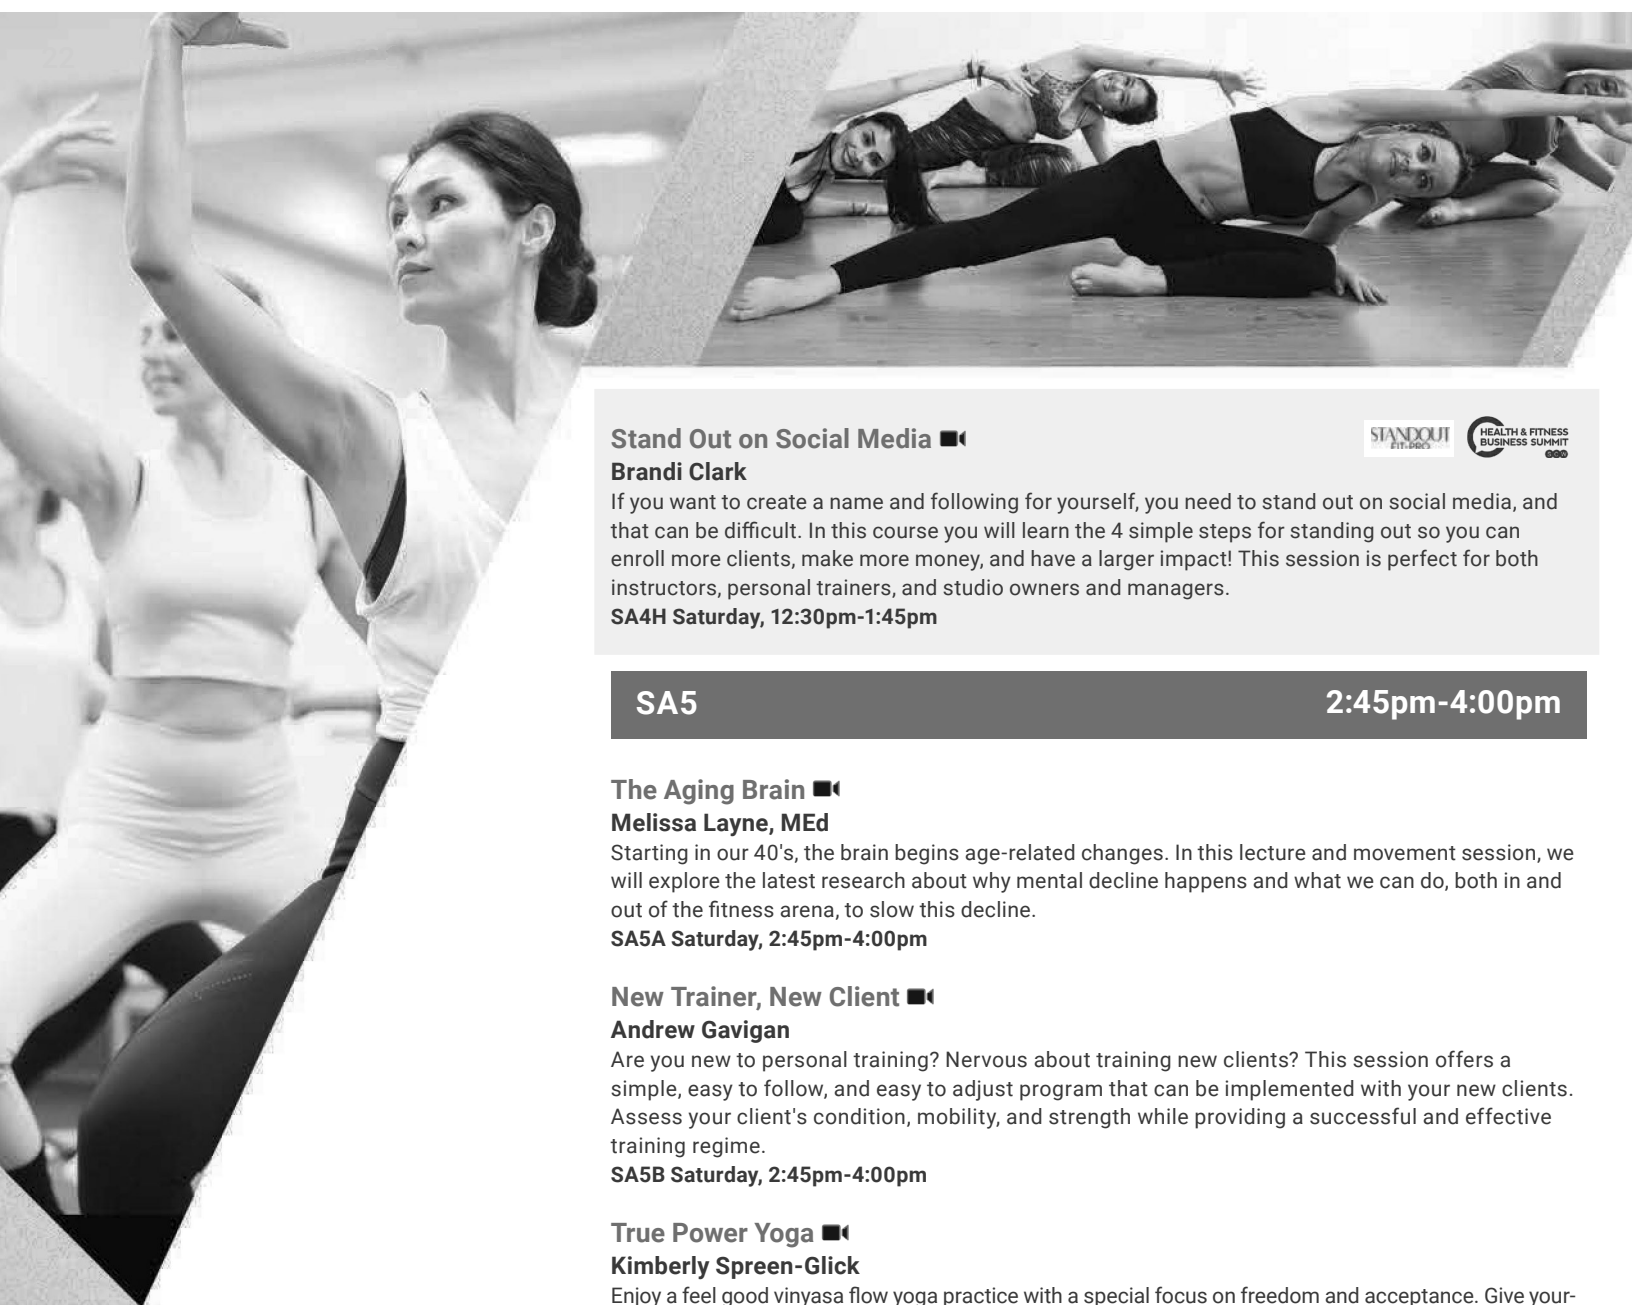 Stand Out on Social Media
STANDOUT
FIT-PRO
HEALTH & FITNESS
BUSINESS SUMMIT
SCW
Brandi Clark
If you want to create a name and following for yourself, you need to stand out on social media, and
that can be difficult. In this course you will learn the 4 simple steps for standing out so you can
enroll more clients, make more money, and have a larger impact! This session is perfect for both
instructors, personal trainers, and studio owners and managers.
SA4H Saturday, 12:30pm-1:45pm
SA5 2:45pm-4:00pm
The Aging Brain
Melissa Layne, MEd
Starting in our 40's, the brain begins age-related changes. In this lecture and movement session, we
will explore the latest research about why mental decline happens and what we can do, both in and
out of the fitness arena, to slow this decline.
SA5A Saturday, 2:45pm-4:00pm
New Trainer, New Client
Andrew Gavigan
Are you new to personal training? Nervous about training new clients? This session offers a
simple, easy to follow, and easy to adjust program that can be implemented with your new clients.
Assess your client's condition, mobility, and strength while providing a successful and effective
training regime.
SA5B Saturday, 2:45pm-4:00pm
True Power Yoga
Kimberly Spreen-Glick
Enjoy a feel good vinyasa flow yoga practice with a special focus on freedom and acceptance. Give your-